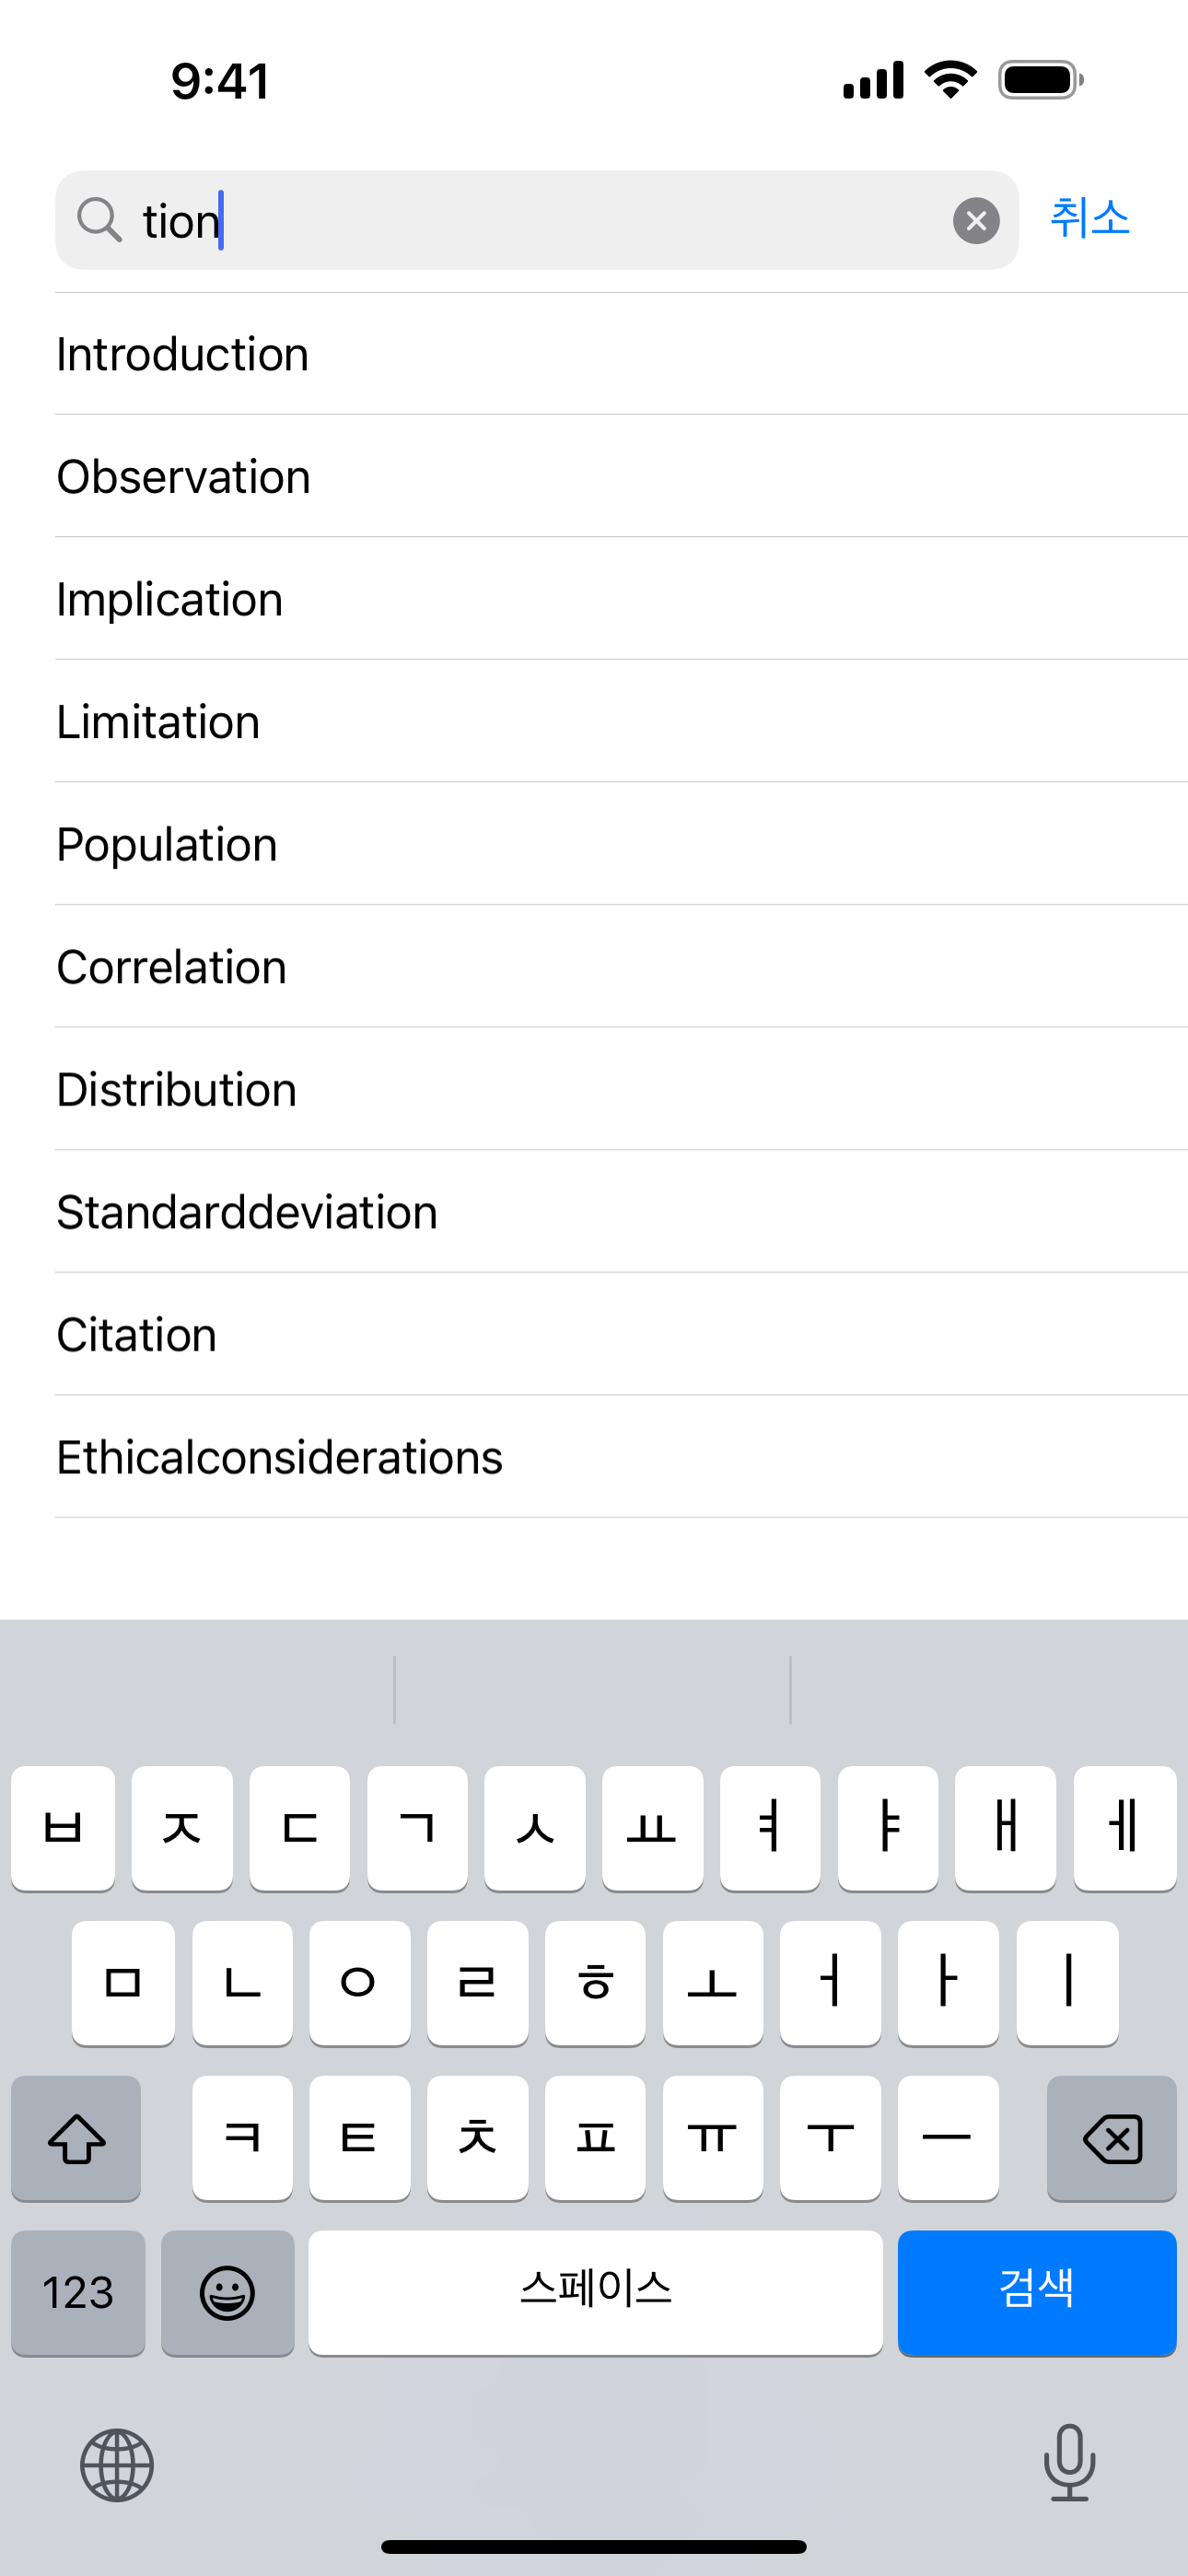 9:41
tion
취소
Introduction
Observation
Implication
Limitation
Population
Correlation
Distribution
Standarddeviation
Citation
Ethicalconsiderations
ㅂ ㅈ ㄷ ㄱ ㅅ ㅛ ㅕ ㅑ ㅐ ㅔ
ㅁ ㄴ ㅇ ㄹ ㅎ ㅗ ㅓ ㅏ ㅣ
ㅋ ㅌ ㅊ ㅍ ㅠ ㅜ ㅡ
123 스페이스 검색